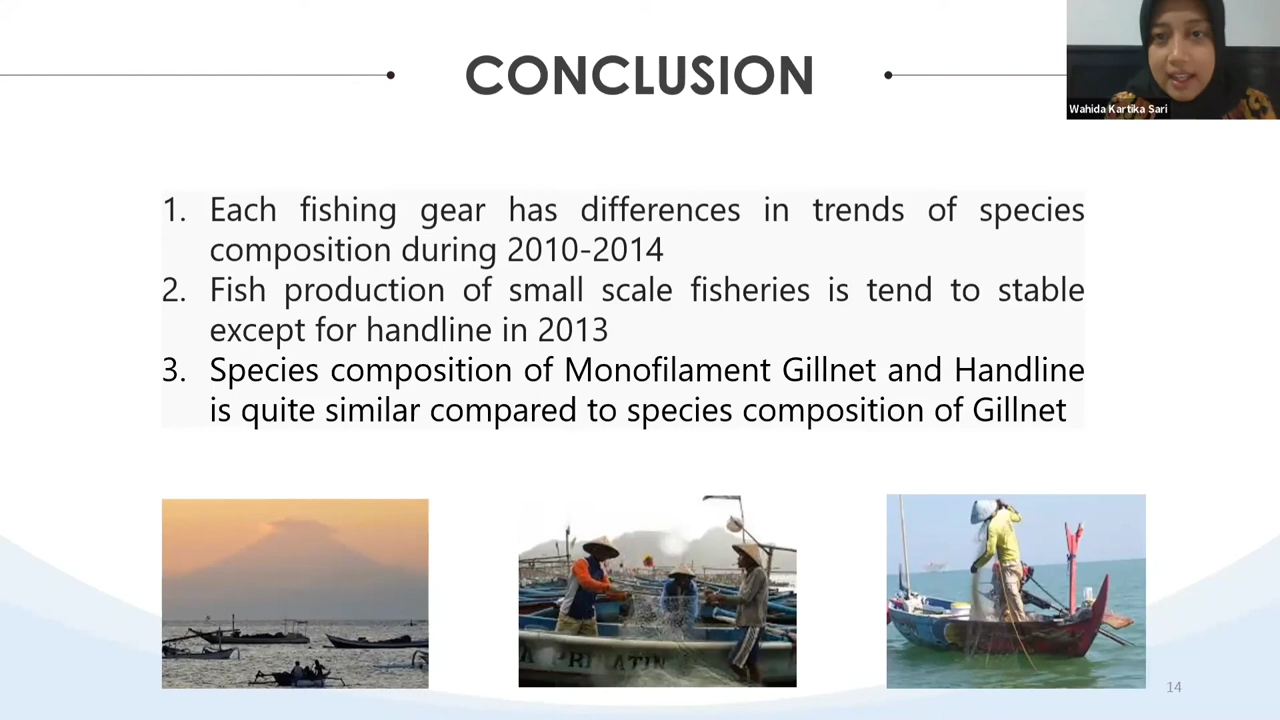 CONCLUSION
Wahida Kartika Sari
1. Each fishing gear has differences in trends of species
composition during 2010-2014
2. Fish production of small scale fisheries is tend to stable
except for handline in 2013
3. Species composition of Monofilament Gillnet and Handline
is quite similar compared to species composition of Gillnet
14